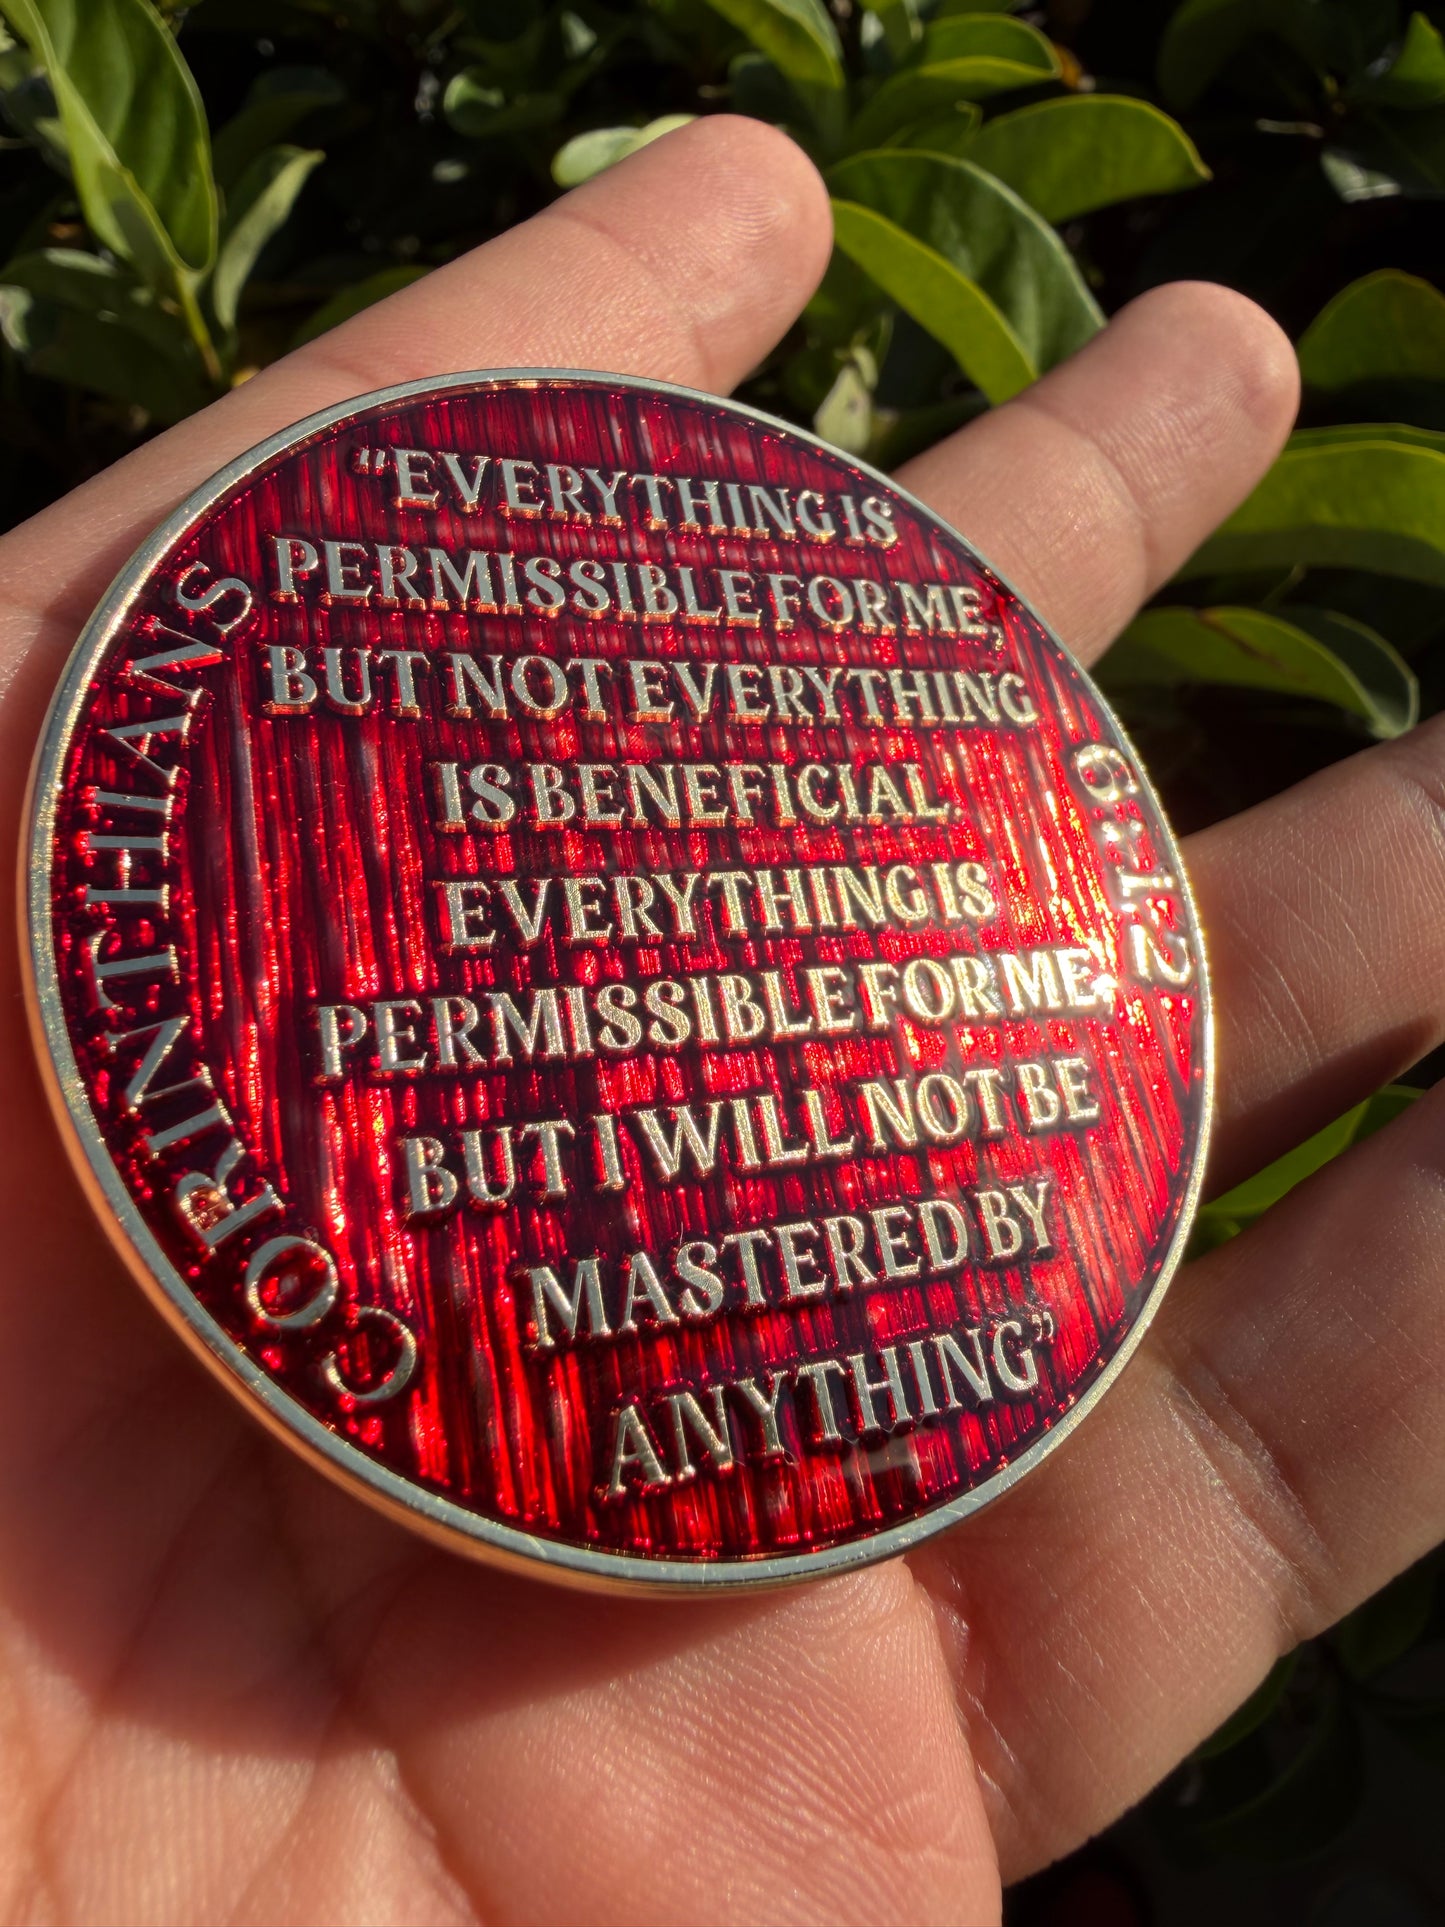 “EVERYTHING IS
PERMISSIBLE FOR ME,
BUT NOT EVERYTHING
IS BENEFICIAL
EVERYTHING IS
PERMISSIBLE FOR ME,
BUT I WILL NOT BE
MASTERED BY
ANYTHING”
CORINTHIANS
6:12